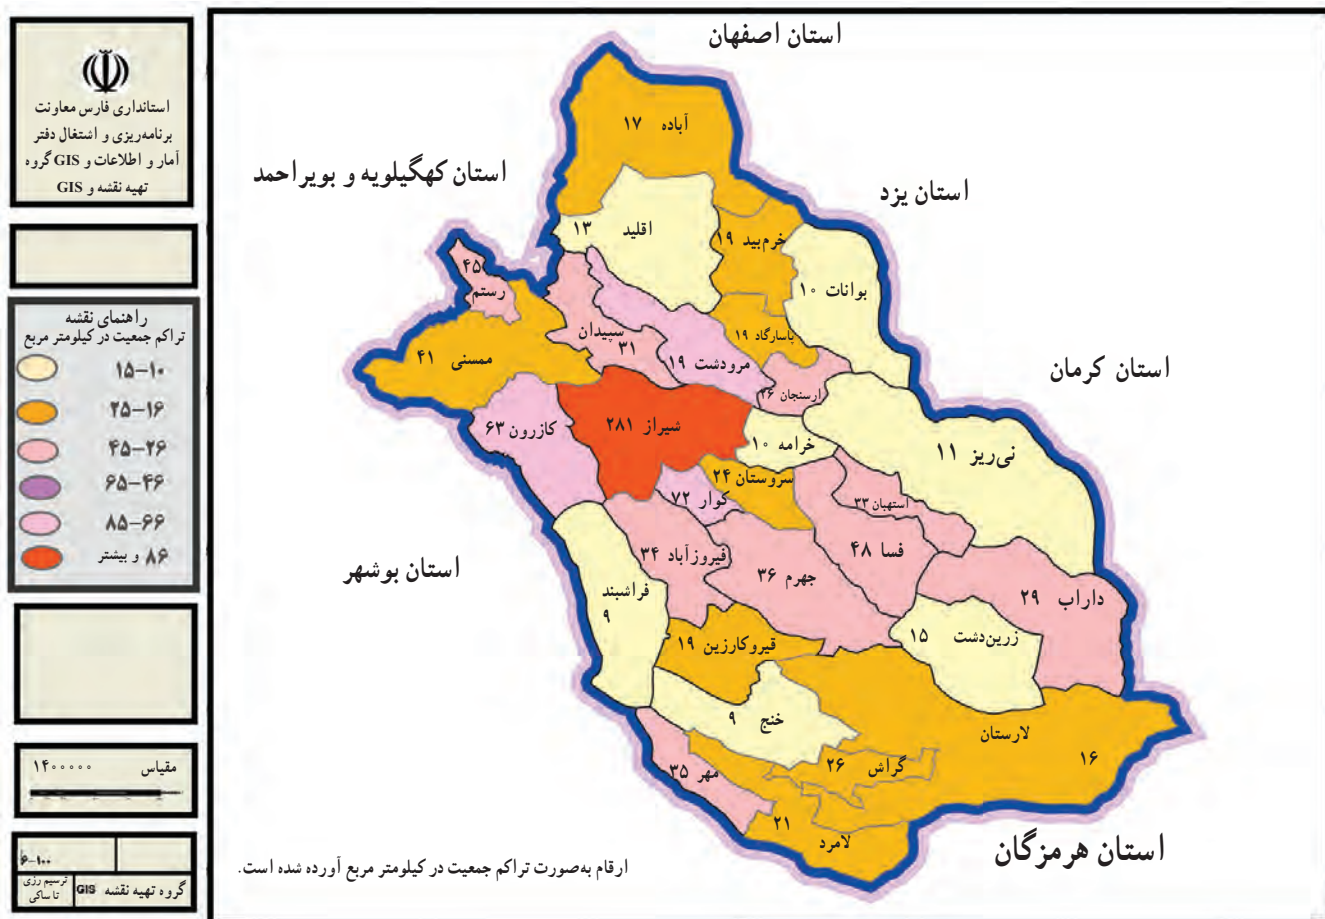 استانداری فارس معاونت
برنامه‌ریزی و اشتغال دفتر
آمار و اطلاعات و GIS گروه
تهیه نقشه و GIS
راهنمای نقشه
تراکم جمعیت در کیلومتر مربع
۱۵-۱۰
۲۵-۱۶
۴۵-۲۶
۶۵-۴۶
۸۵-۶۶
۸۶ و بیشتر
مقیاس ۱۴۰۰۰۰۰
۶-۱۰۰
گروه تهیه نقشه GIS
ترسیم رزی
تا ساکی
استان اصفهان
استان کهگیلویه و بویراحمد
استان یزد
استان کرمان
استان بوشهر
استان هرمزگان
آباده ۱۷
اقلید ۱۳
خرم‌بید ۱۹
بوانات ۱۰
۴۵
رستم
سپیدان
۳۱
پاسارگاد ۱۹
مرودشت ۱۹
ممسنی ۴۱
ارسنجان ۲۶
کازرون ۶۳
شیراز ۲۸۱
خرامه ۱۰
نی‌ریز ۱۱
سروستان ۲۴
کوار ۷۲
استهبان ۳۳
فسا ۴۸
فیروزآباد ۳۴
جهرم ۳۶
داراب ۲۹
فراشبند
۹
زرین‌دشت ۱۵
قیروکارزین ۱۹
خنج ۹
لارستان
۱۶
گراش ۲۶
مهر ۳۵
۲۱
لامرد
ارقام به‌صورت تراکم جمعیت در کیلومتر مربع آورده شده است.